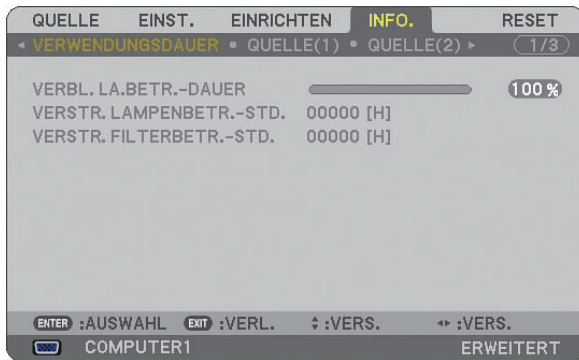 QUELLE EINST. EINRICHTEN INFO. RESET
◂ VERWENDUNGSDAUER • QUELLE(1) • QUELLE(2) ▸ 1/3
VERBL. LA.BETR.-DAUER 100 %
VERSTR. LAMPENBETR.-STD. 00000 [H]
VERSTR. FILTERBETR.-STD. 00000 [H]
ENTER :AUSWAHL EXIT :VERL. :VERS. :VERS.
COMPUTER1 ERWEITERT